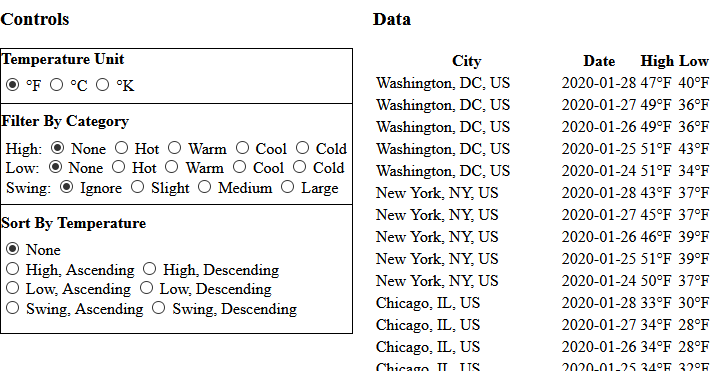 Controls
Temperature Unit
°F °C °K
Filter By Category
High: None Hot Warm Cool Cold
Low: None Hot Warm Cool Cold
Swing: Ignore Slight Medium Large
Sort By Temperature
None
High, Ascending High, Descending
Low, Ascending Low, Descending
Swing, Ascending Swing, Descending
Data
City Date High Low
Washington, DC, US 2020-01-28 47°F 40°F
Washington, DC, US 2020-01-27 49°F 36°F
Washington, DC, US 2020-01-26 49°F 36°F
Washington, DC, US 2020-01-25 51°F 43°F
Washington, DC, US 2020-01-24 51°F 34°F
New York, NY, US 2020-01-28 43°F 37°F
New York, NY, US 2020-01-27 45°F 37°F
New York, NY, US 2020-01-26 46°F 39°F
New York, NY, US 2020-01-25 51°F 39°F
New York, NY, US 2020-01-24 50°F 37°F
Chicago, IL, US 2020-01-28 33°F 30°F
Chicago, IL, US 2020-01-27 34°F 28°F
Chicago, IL, US 2020-01-26 34°F 28°F
Chicago, IL, US 2020-01-25 34°F 32°F